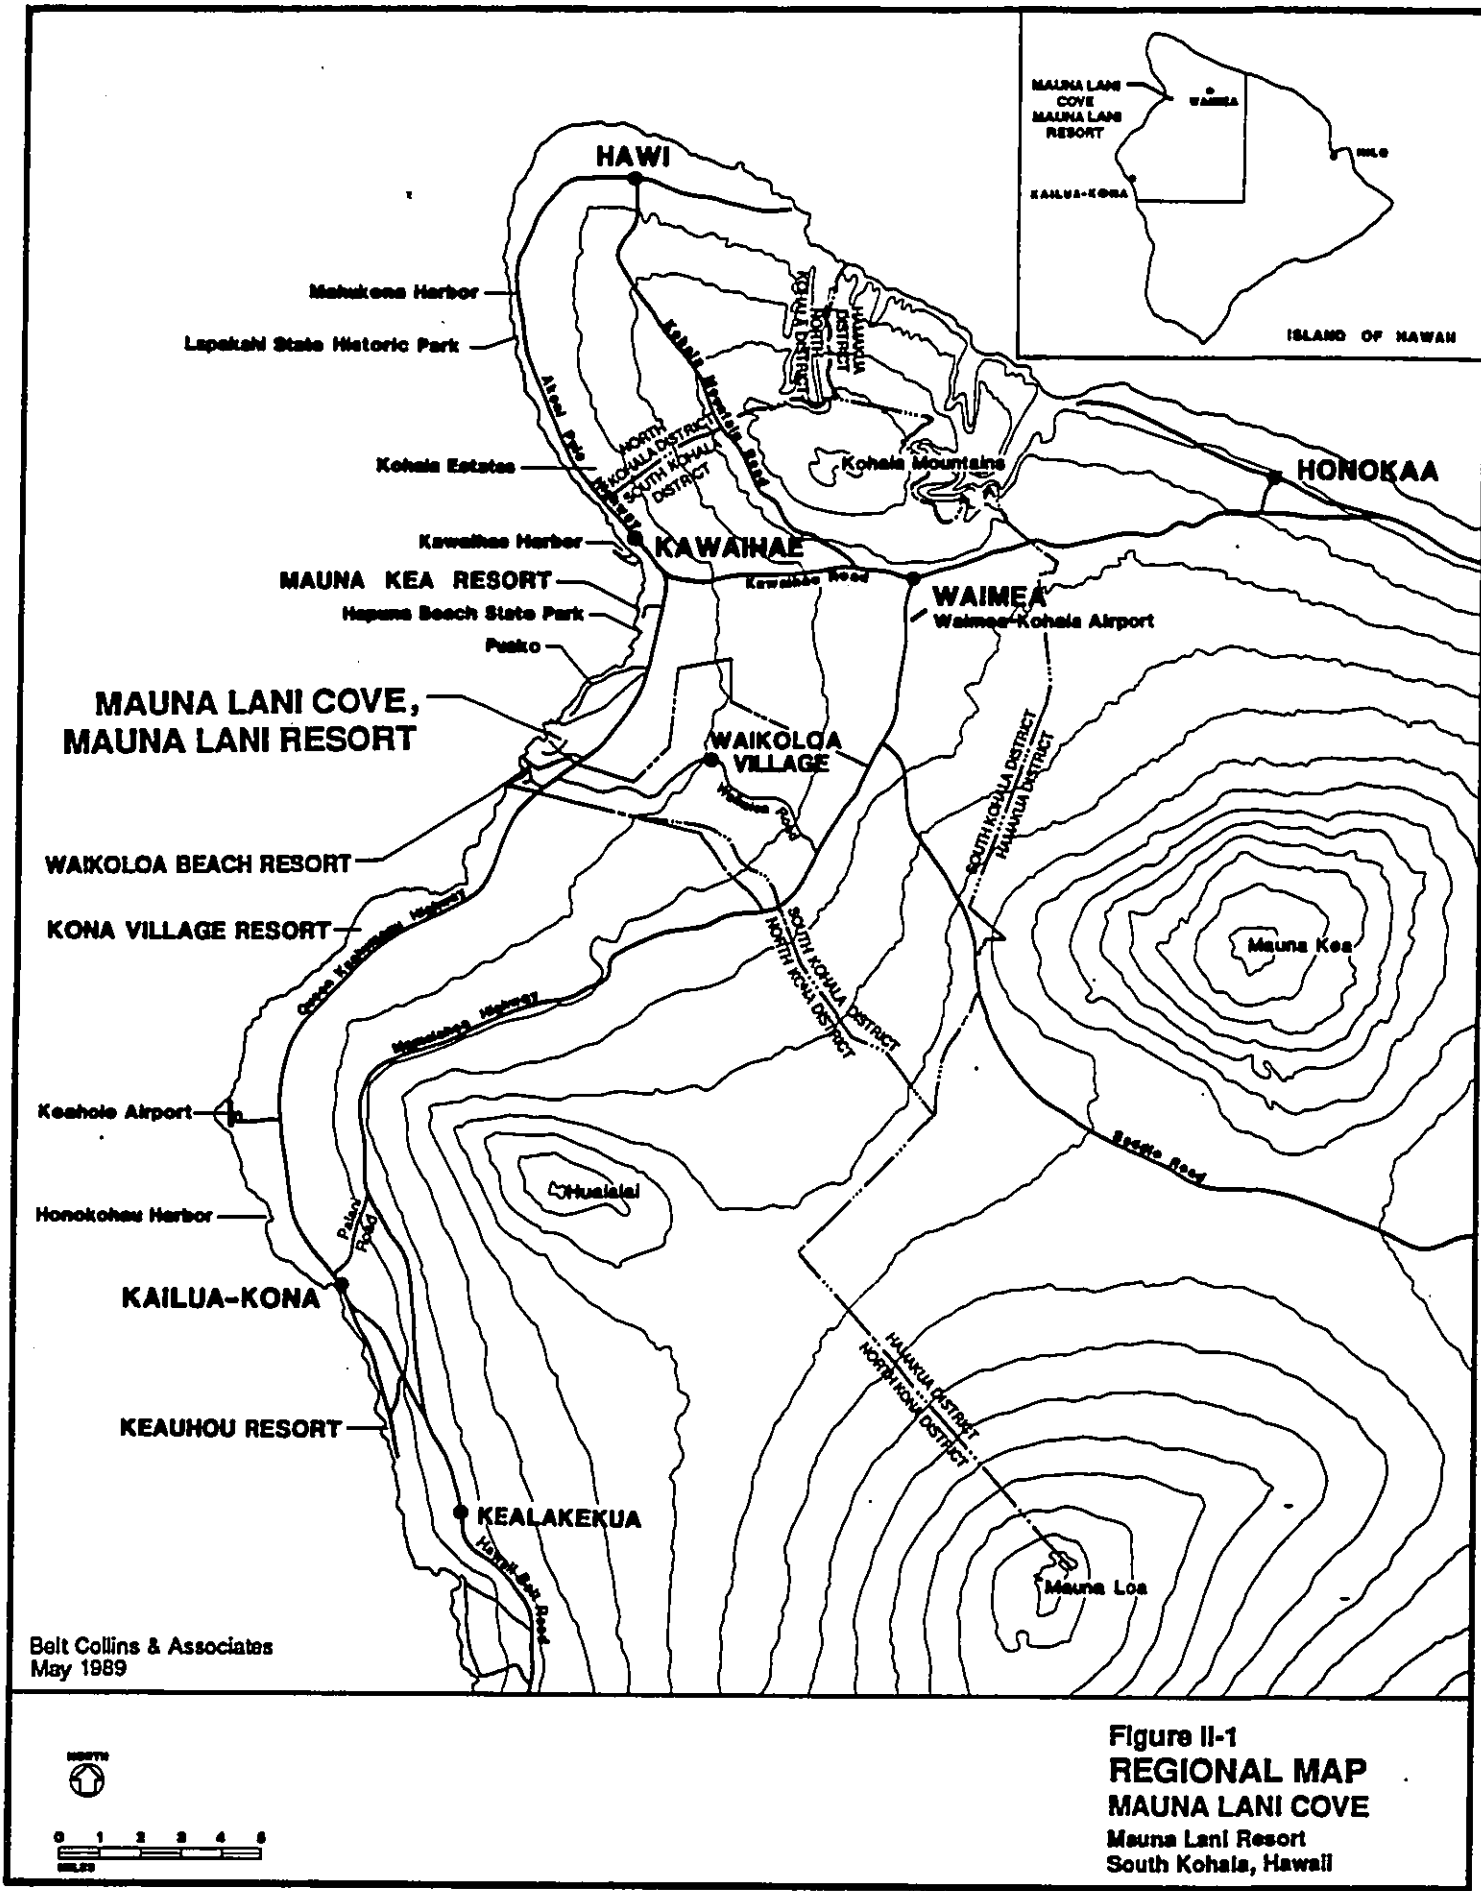 MAUNA LANI
COVE
MAUNA LANI
RESORT
WAIMEA
HILO
KAILUA-KONA
ISLAND OF HAWAII
HAWI
Mahukona Harbor
Lapakahi State Historic Park
Akoni Pule Highway
Kohala Mountain Road
KOHALA DISTRICT
NORTH
HAMAKUA
DISTRICT
NORTH
KOHALA DISTRICT
SOUTH KOHALA
DISTRICT
Kohala Estates
Kohala Mountains
HONOKAA
Kawaihae Harbor
KAWAIHAE
MAUNA KEA RESORT
Kawaihae Road
WAIMEA
Waimea-Kohala Airport
Hapuna Beach State Park
Puako
MAUNA LANI COVE,
MAUNA LANI RESORT
WAIKOLOA
VILLAGE
Waikoloa Road
SOUTH KOHALA DISTRICT
HAMAKUA DISTRICT
WAIKOLOA BEACH RESORT
KONA VILLAGE RESORT
Queen Kaahumanu Highway
SOUTH KOHALA DISTRICT
NORTH KONA DISTRICT
Mauna Kea
Mamalahoa Highway
Keahole Airport
Saddle Road
Hualalai
Honokohau Harbor
Palani
Road
KAILUA-KONA
HAMAKUA DISTRICT
NORTH KONA DISTRICT
KEAUHOU RESORT
KEALAKEKUA
Hawaii Belt Road
Mauna Loa
Belt Collins & Associates
May 1989
NORTH
0 1 2 3 4 5
MILES
Figure II-1
REGIONAL MAP
MAUNA LANI COVE
Mauna Lani Resort
South Kohala, Hawaii